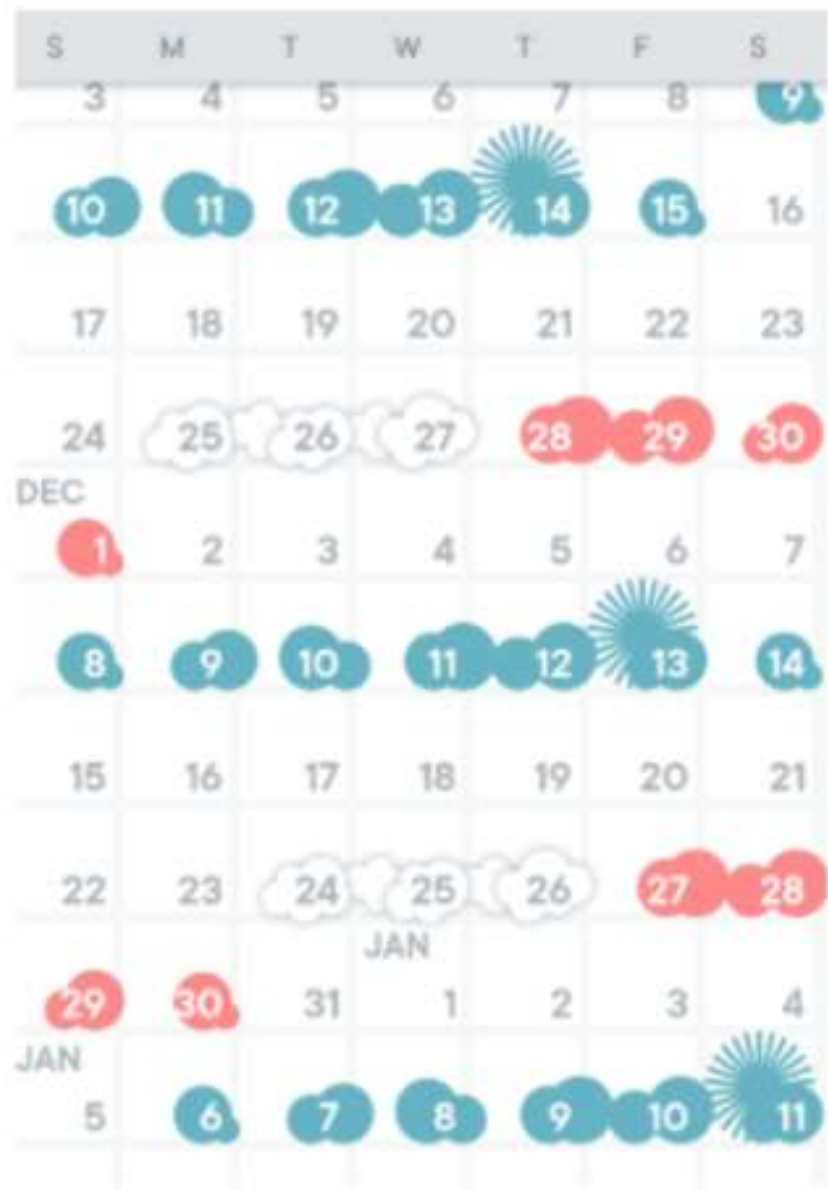 S M T W T F S
3 4 5 6 7 8 9
10 11 12 13 14 15 16
17 18 19 20 21 22 23
24 25 26 27 28 29 30
DEC
1 2 3 4 5 6 7
8 9 10 11 12 13 14
15 16 17 18 19 20 21
22 23 24 25 26 27 28
JAN
29 30 31 1 2 3 4
JAN
5 6 7 8 9 10 11